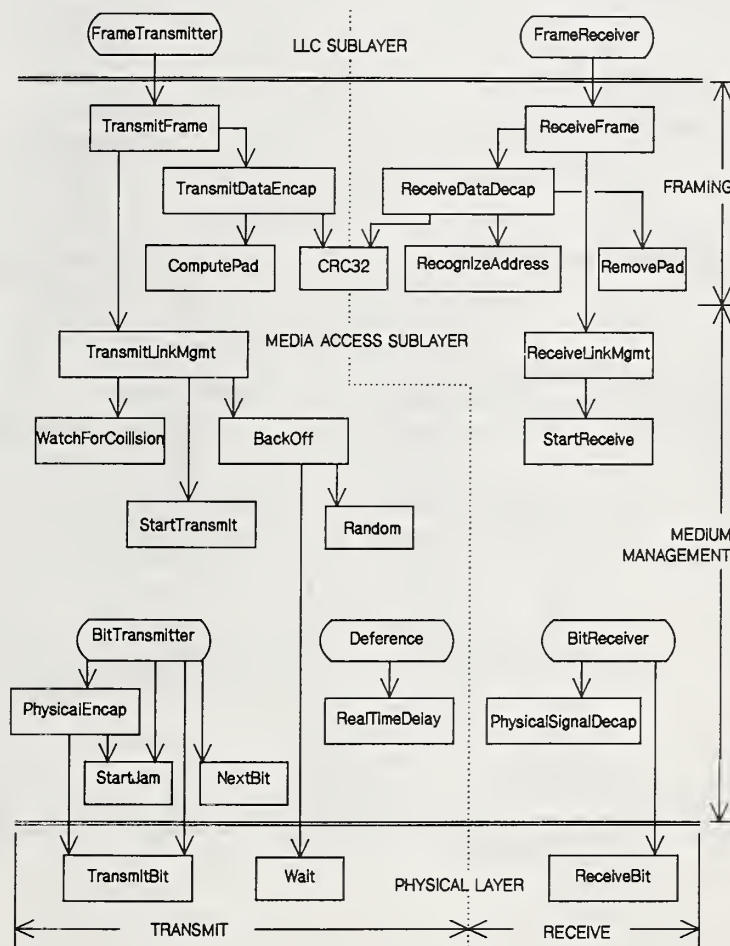 FrameTransmitter
FrameReceiver
LLC SUBLAYER
TransmitFrame
ReceiveFrame
TransmitDataEncap
ReceiveDataDecap
FRAMING
ComputePad
CRC32
RecognizeAddress
RemovePad
TransmitLinkMgmt
MEDIA ACCESS SUBLAYER
ReceiveLinkMgmt
WatchForCollision
BackOff
StartReceive
StartTransmit
Random
MEDIUM
MANAGEMENT
BitTransmitter
Deference
BitReceiver
PhysicalEncap
RealTimeDelay
PhysicalSignalDecap
StartJam
NextBit
TransmitBit
Wait
ReceiveBit
PHYSICAL LAYER
TRANSMIT
RECEIVE